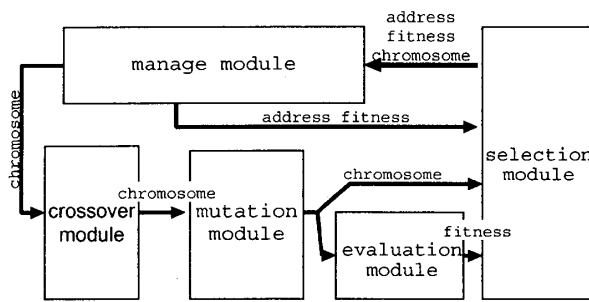 address
fitness
chromosome
manage module
chromosome
address fitness
selection
module
chromosome
chromosome
crossover
module
mutation
module
fitness
evaluation
module